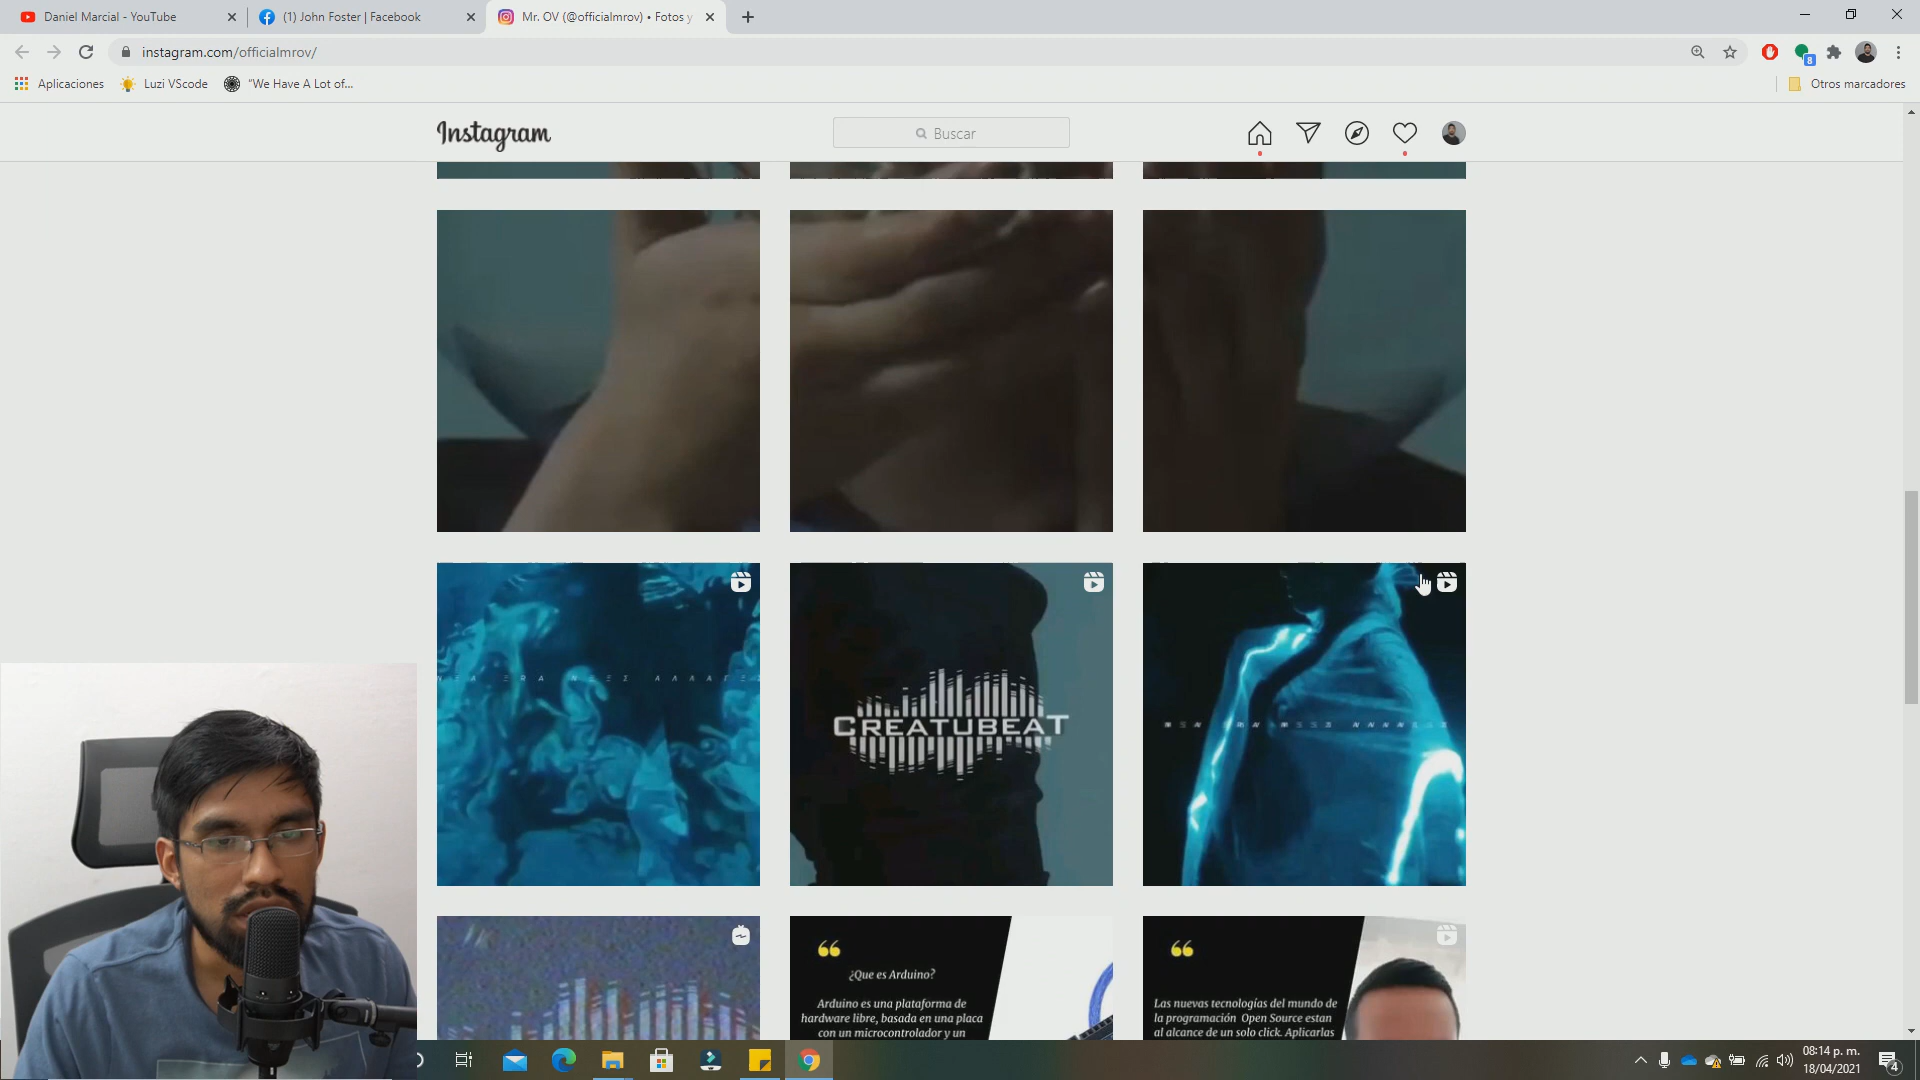 Daniel Marcial - YouTube
(1) John Foster | Facebook
Mr. OV (@officialmrov) • Fotos y
instagram.com/officialmrov/
8
Aplicaciones
Luzi VScode
"We Have A Lot of...
Otros marcadores
Instagram
Buscar
CREATUBEAT
¿Que es Arduino?
Arduino es una plataforma de
hardware libre, basada en una placa
con un microcontrolador y un
Las nuevas tecnologías del mundo de
la programación Open Source estan
al alcance de un solo click. Aplicarlas
08:14 p. m.
18/04/2021
4